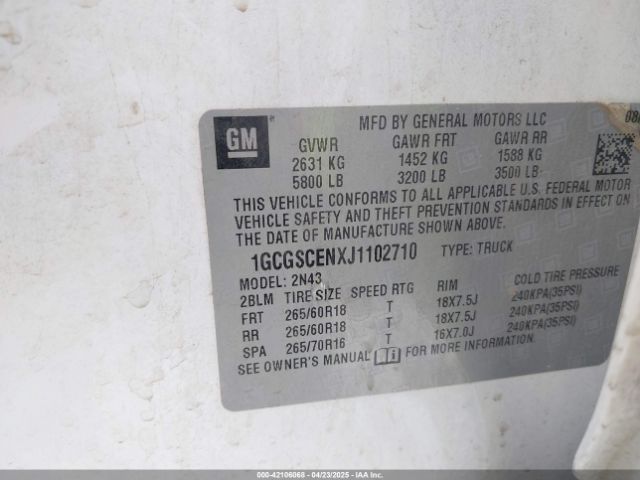 MFD BY GENERAL MOTORS LLC
GM
GVWR GAWR FRT GAWR RR
2631 KG 1452 KG 1588 KG
5800 LB 3200 LB 3500 LB
THIS VEHICLE CONFORMS TO ALL APPLICABLE U.S. FEDERAL MOTOR
VEHICLE SAFETY AND THEFT PREVENTION STANDARDS IN EFFECT ON
THE DATE OF MANUFACTURE SHOWN ABOVE.
1GCGSCENXJ1102710 TYPE: TRUCK
MODEL: 2N43
2BLM TIRE SIZE SPEED RTG RIM COLD TIRE PRESSURE
FRT 265/60R18 T 18X7.5J 240KPA(35PSI)
RR 265/60R18 T 18X7.5J 240KPA(35PSI)
SPA 265/70R16 T 16X7.0J 240KPA(35PSI)
SEE OWNER'S MANUAL FOR MORE INFORMATION.
000-42106068 - 04/23/2025 - IAAI.com